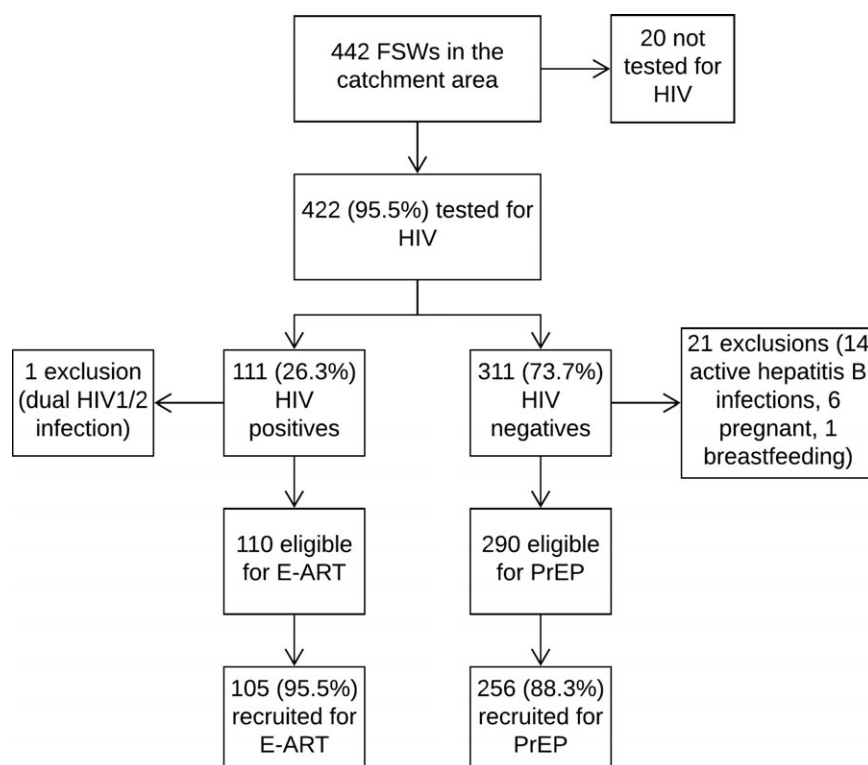 442 FSWs in the
catchment area
20 not
tested for
HIV
422 (95.5%) tested for
HIV
1 exclusion
(dual HIV1/2
infection)
111 (26.3%)
HIV
positives
311 (73.7%)
HIV
negatives
21 exclusions (14
active hepatitis B
infections, 6
pregnant, 1
breastfeeding)
110 eligible
for E-ART
290 eligible
for PrEP
105 (95.5%)
recruited for
E-ART
256 (88.3%)
recruited for
PrEP